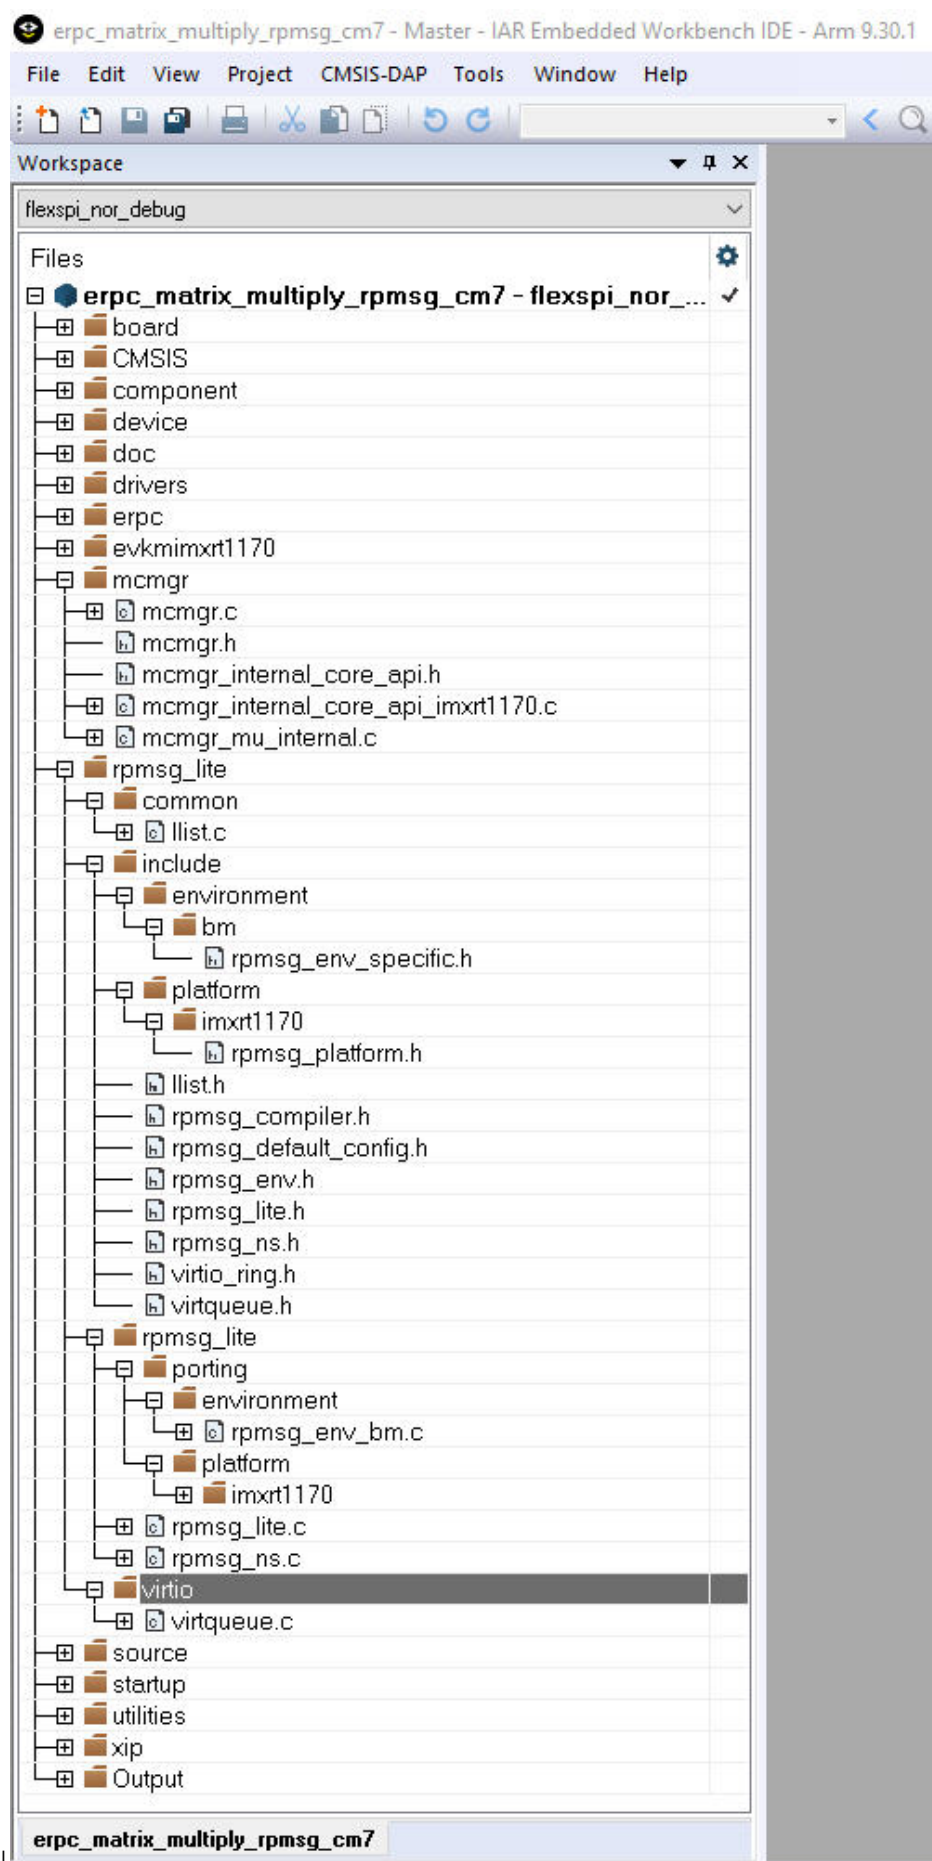 erpc_matrix_multiply_rpmsg_cm7 - Master - IAR Embedded Workbench IDE - Arm 9.30.1
File Edit View Project CMSIS-DAP Tools Window Help
Workspace
flexspi_nor_debug
Files
erpc_matrix_multiply_rpmsg_cm7 - flexspi_nor_...
board
CMSIS
component
device
doc
drivers
erpc
evkmimxrt1170
mcmgr
mcmgr.c
mcmgr.h
mcmgr_internal_core_api.h
mcmgr_internal_core_api_imxrt1170.c
mcmgr_mu_internal.c
rpmsg_lite
common
llist.c
include
environment
bm
rpmsg_env_specific.h
platform
imxrt1170
rpmsg_platform.h
llist.h
rpmsg_compiler.h
rpmsg_default_config.h
rpmsg_env.h
rpmsg_lite.h
rpmsg_ns.h
virtio_ring.h
virtqueue.h
rpmsg_lite
porting
environment
rpmsg_env_bm.c
platform
imxrt1170
rpmsg_lite.c
rpmsg_ns.c
virtio
virtqueue.c
source
startup
utilities
xip
Output
erpc_matrix_multiply_rpmsg_cm7